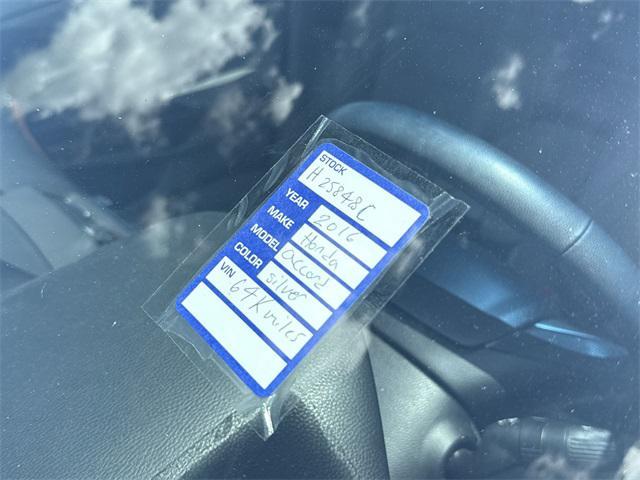 STOCK
H25848C
YEAR 2016
MAKE Honda
MODEL accord
COLOR silver
VIN 64K miles